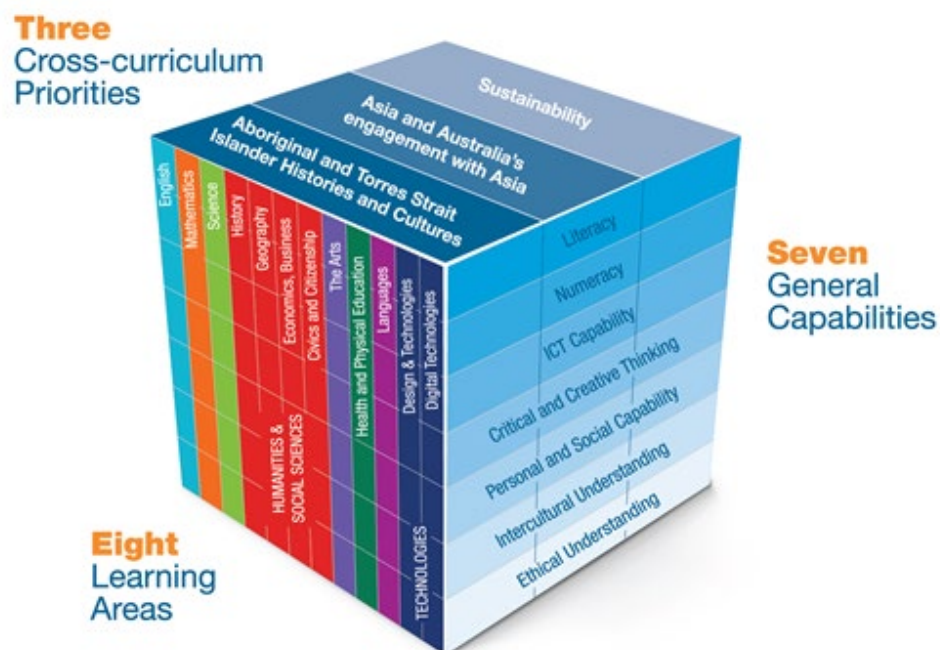 Three
Cross-curriculum
Priorities
Sustainability
Asia and Australia's
engagement with Asia
Aboriginal and Torres Strait
Islander Histories and Cultures
English
Mathematics
Science
History
Geography
Economics, Business
Civics and Citizenship
HUMANITIES &
SOCIAL SCIENCES
The Arts
Health and Physical Education
Languages
Design & Technologies
Digital Technologies
TECHNOLOGIES
Literacy
Numeracy
ICT Capability
Critical and Creative Thinking
Personal and Social Capability
Intercultural Understanding
Ethical Understanding
Seven
General
Capabilities
Eight
Learning
Areas